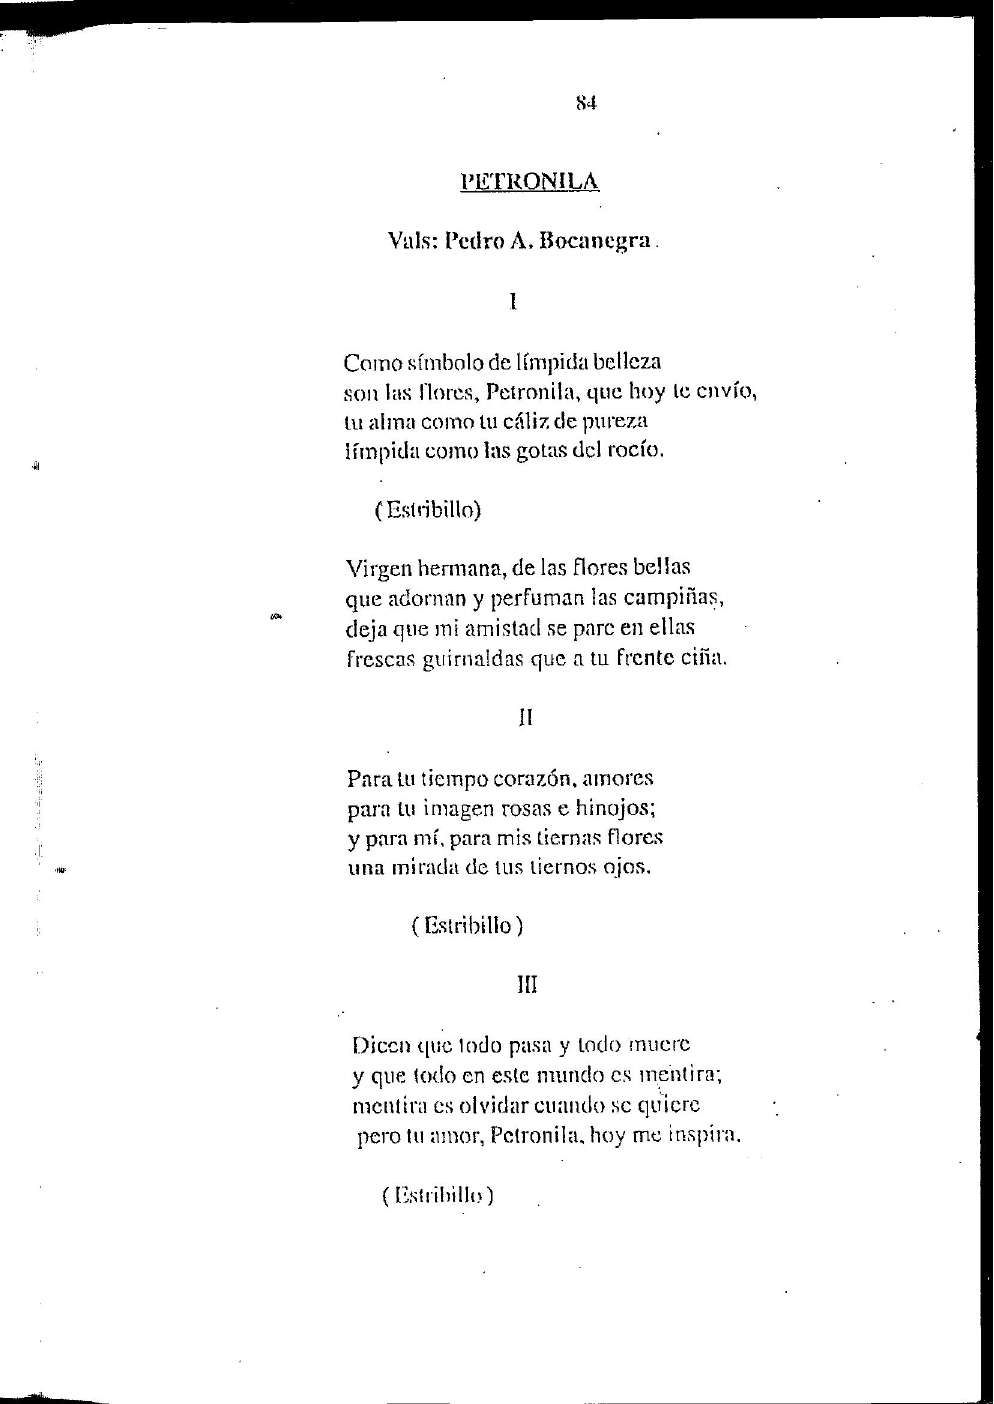 84
PETRONILA
Vals: Pedro A. Bocanegra.
I
Como símbolo de límpida belleza
son las flores, Petronila, que hoy te envío,
tu alma como tu cáliz de pureza
límpida como las gotas del rocío.
(Estribillo)
Virgen hermana, de las flores bellas
que adornan y perfuman las campiñas,
deja que mi amistad se pare en ellas
frescas guirnaldas que a tu frente ciña.
II
Para tu tiempo corazón, amores
para tu imagen rosas e hinojos;
y para mí, para mis tiernas flores
una mirada de tus tiernos ojos.
(Estribillo)
III
Dicen que todo pasa y todo muere
y que todo en este mundo es mentira;
mentira es olvidar cuando se quiere
pero tu amor, Petronila, hoy me inspira.
(Estribillo)